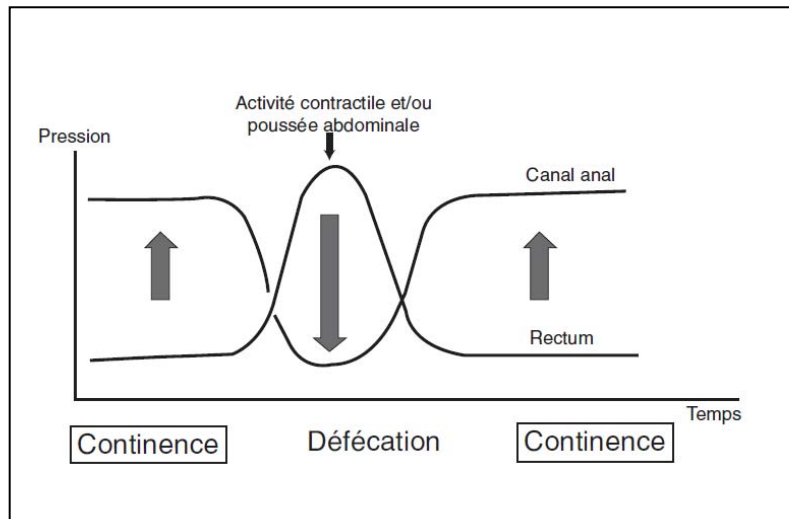 Activité contractile et/ou
poussée abdominale
Pression
Canal anal
Rectum
Temps
Continence
Défécation
Continence